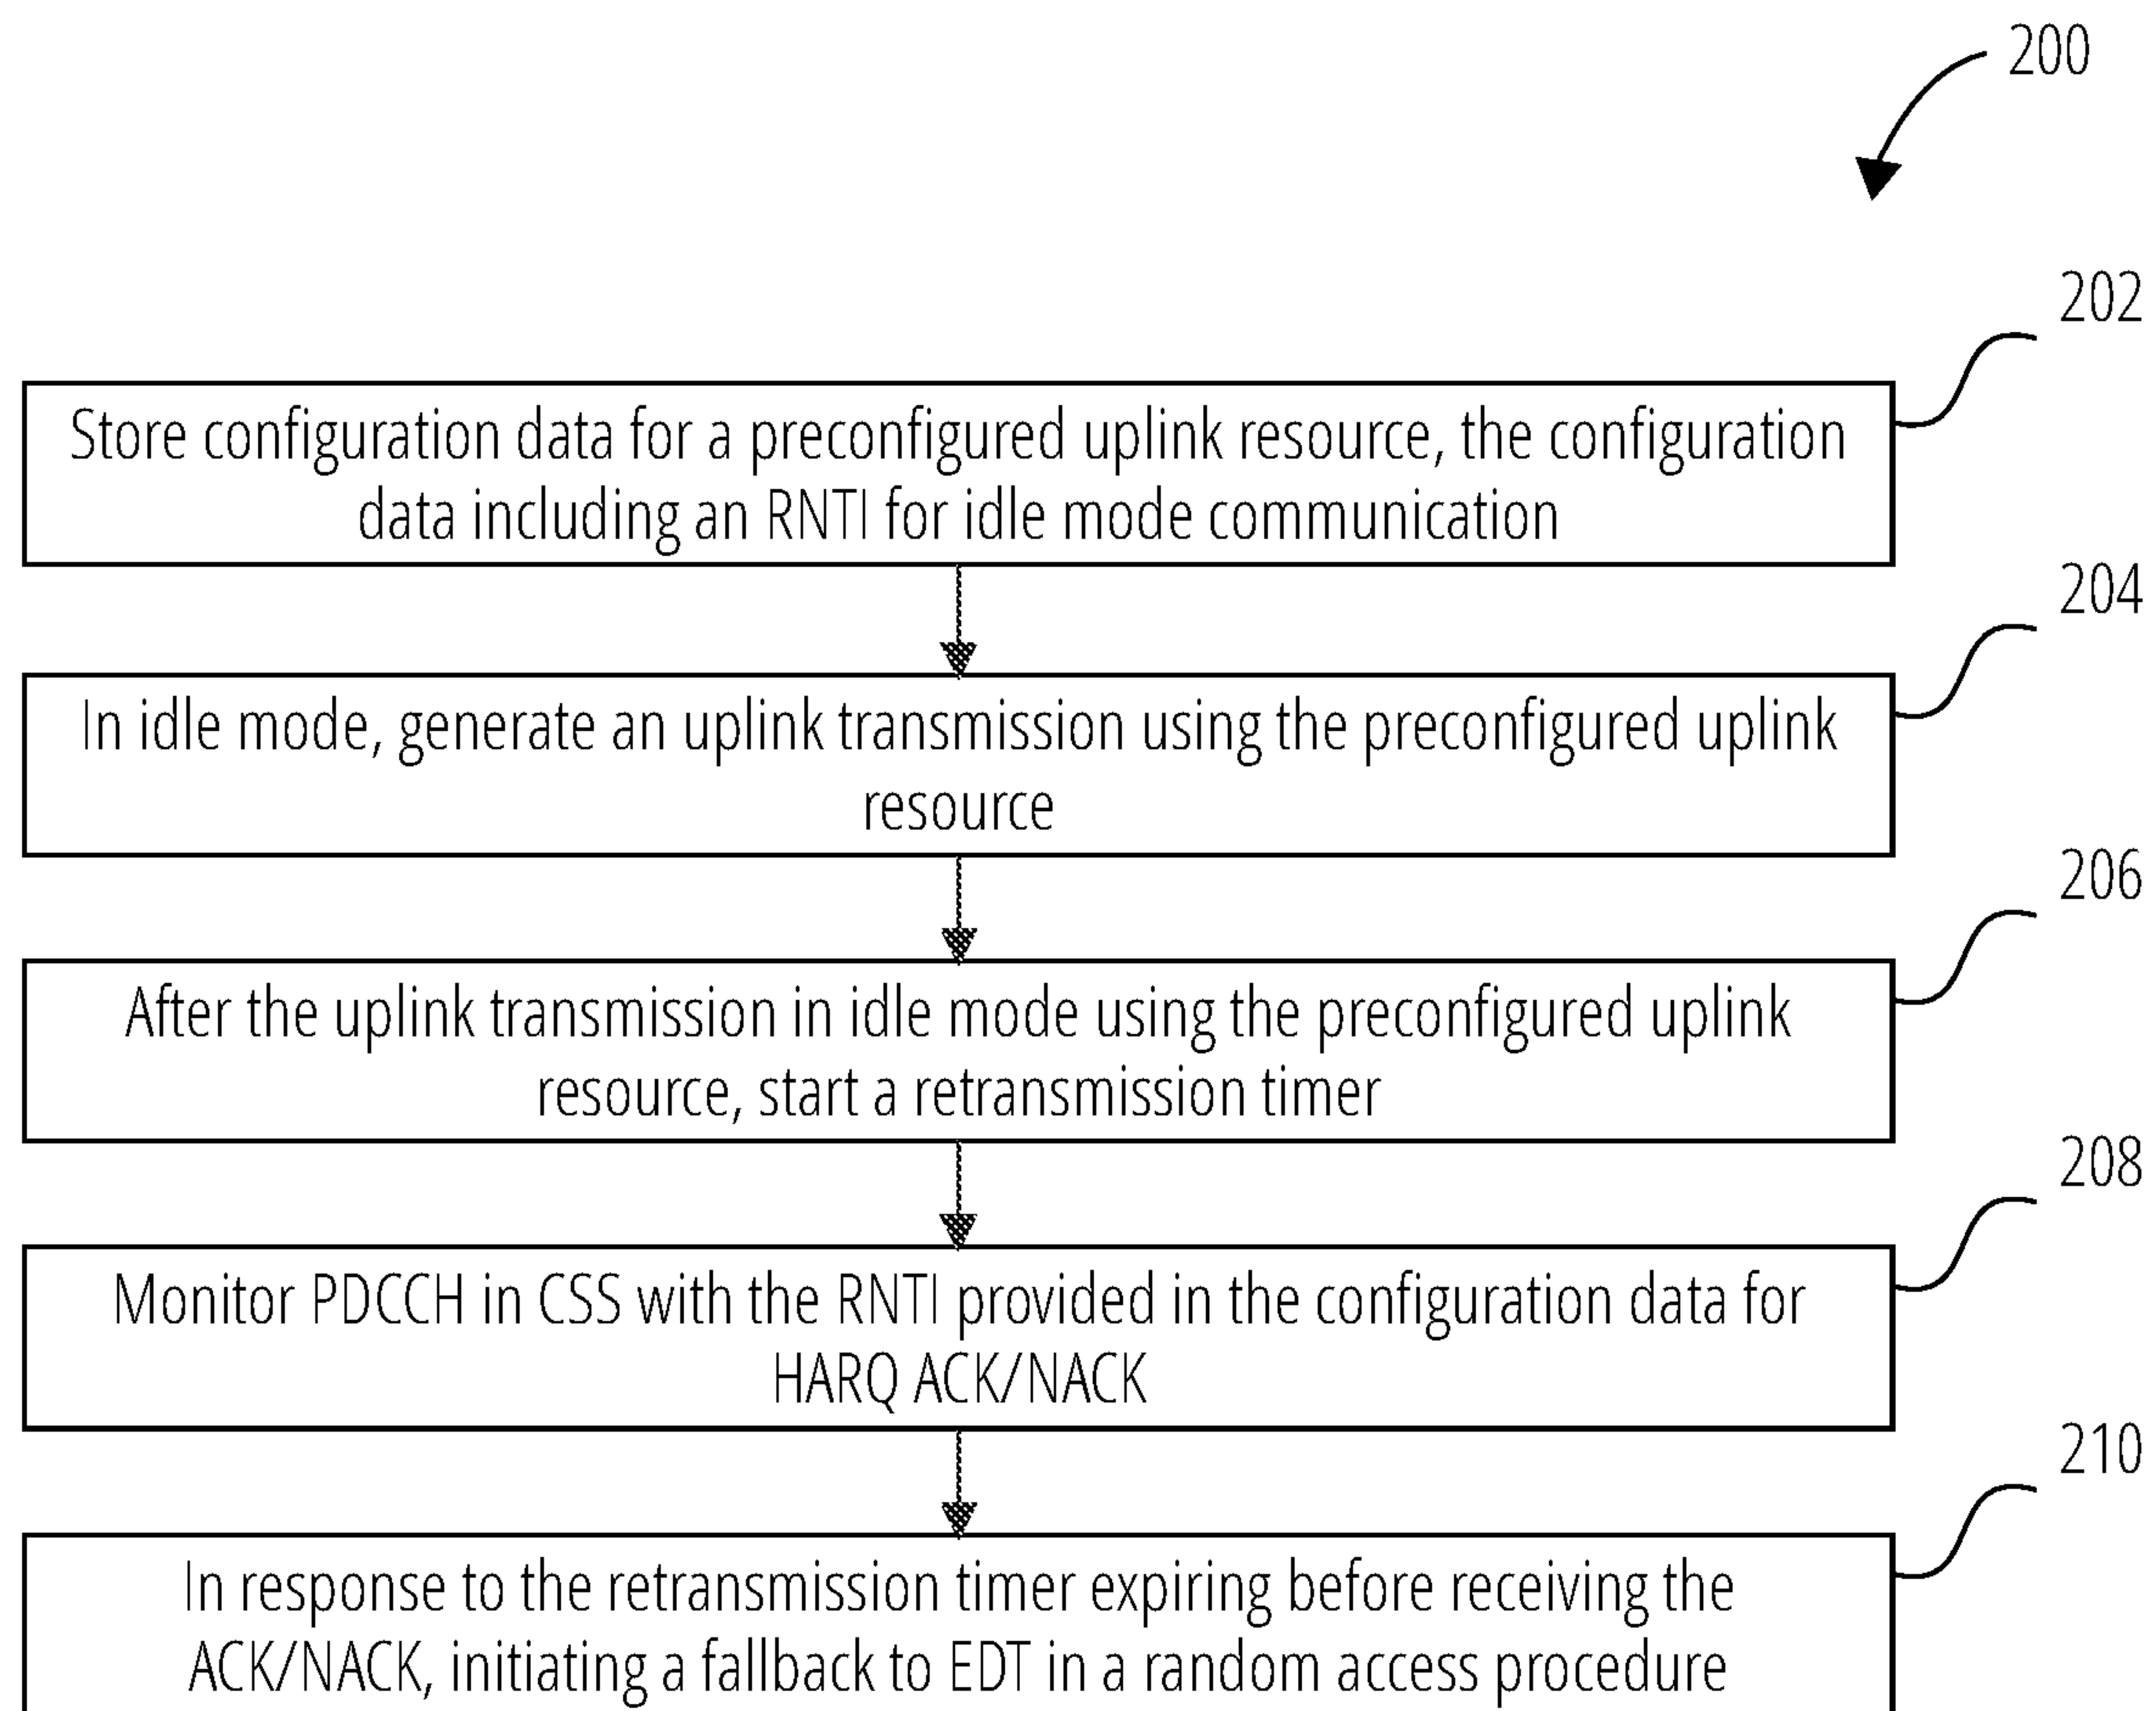 200
202
Store configuration data for a preconfigured uplink resource, the configuration
data including an RNTI for idle mode communication
204
In idle mode, generate an uplink transmission using the preconfigured uplink
resource
206
After the uplink transmission in idle mode using the preconfigured uplink
resource, start a retransmission timer
208
Monitor PDCCH in CSS with the RNTI provided in the configuration data for
HARQ ACK/NACK
210
In response to the retransmission timer expiring before receiving the
ACK/NACK, initiating a fallback to EDT in a random access procedure